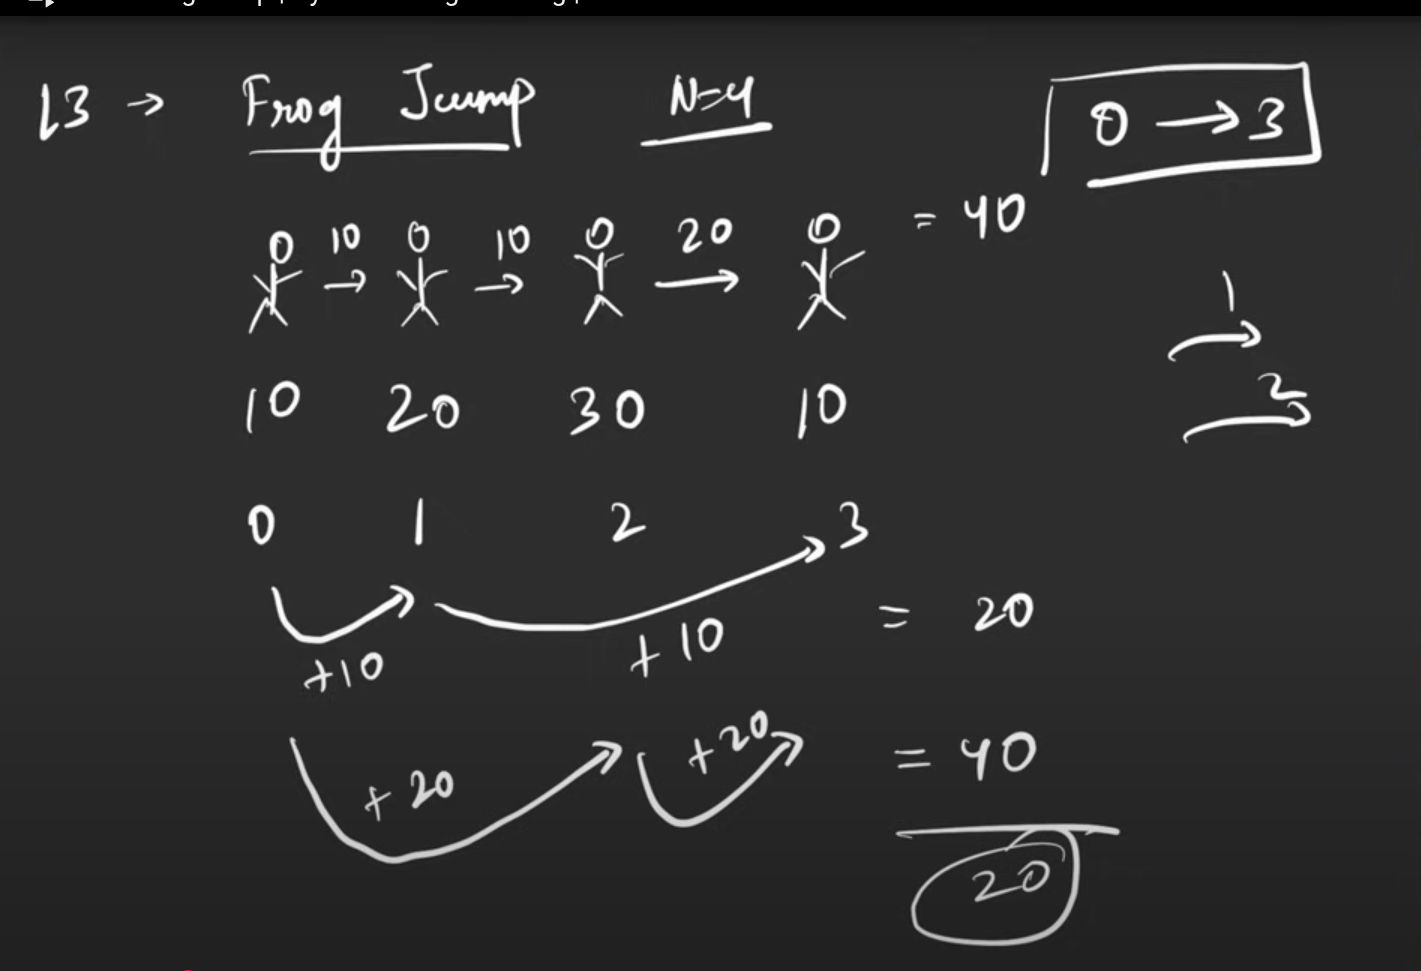 L3 → Frog Jump N=4 0 → 3
10 10 20 = 40
→ → →
1
10 20 30 10
2
0 1 2 3
+10 +10 = 20
+20 +20 = 40
20